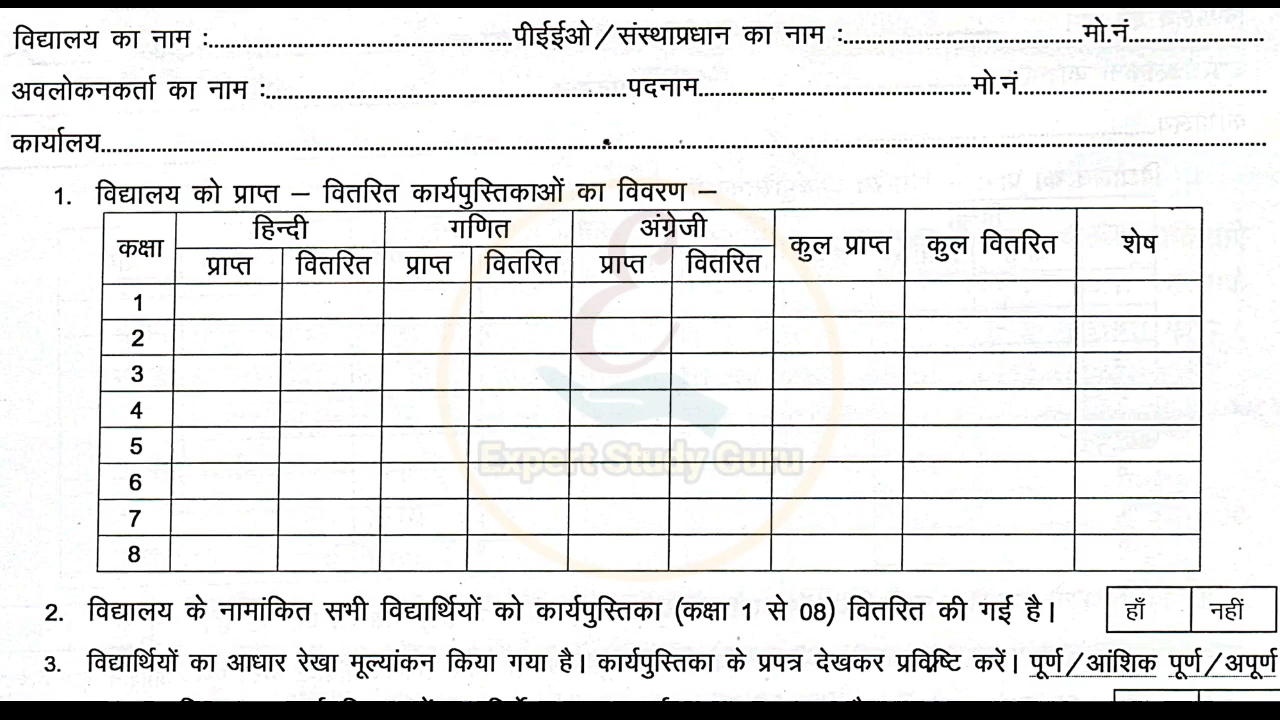 विद्यालय का नाम :....................पीईईओ/संस्थाप्रधान का नाम :....................मो.नं....................
अवलोकनकर्ता का नाम :....................पदनाम....................मो.नं....................
कार्यालय....................
1. विद्यालय को प्राप्त – वितरित कार्यपुस्तिकाओं का विवरण –
कक्षा हिन्दी गणित अंग्रेजी कुल प्राप्त कुल वितरित शेष
प्राप्त वितरित प्राप्त वितरित प्राप्त वितरित
1
2
3
4
5
6
7
8
Expert Study Guru
2. विद्यालय के नामांकित सभी विद्यार्थियों को कार्यपुस्तिका (कक्षा 1 से 08) वितरित की गई है। हाँ नहीं
3. विद्यार्थियों का आधार रेखा मूल्यांकन किया गया है। कार्यपुस्तिका के प्रपत्र देखकर प्रविष्टि करें। पूर्ण/आंशिक पूर्ण/अपूर्ण